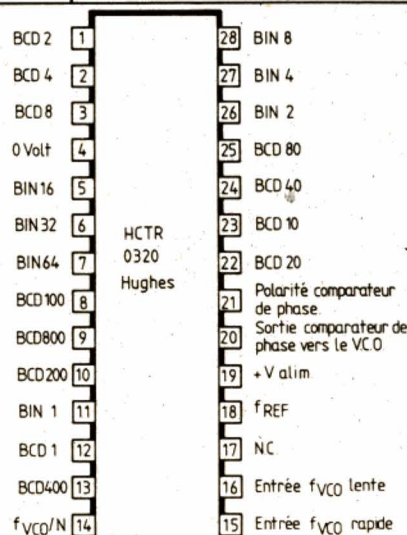 BCD 2 1
BCD 4 2
BCD 8 3
0 Volt 4
BIN 16 5
BIN 32 6
BIN 64 7
BCD 100 8
BCD 800 9
BCD 200 10
BIN 1 11
BCD 1 12
BCD 400 13
fVCO/N 14
HCTR
0320
Hughes
28 BIN 8
27 BIN 4
26 BIN 2
25 BCD 80
24 BCD 40
23 BCD 10
22 BCD 20
21 Polarité comparateur
de phase.
20 Sortie comparateur de
phase vers le V.C.O
19 +V alim
18 fREF
17 NC
16 Entrée fVCO lente
15 Entrée fVCO rapide